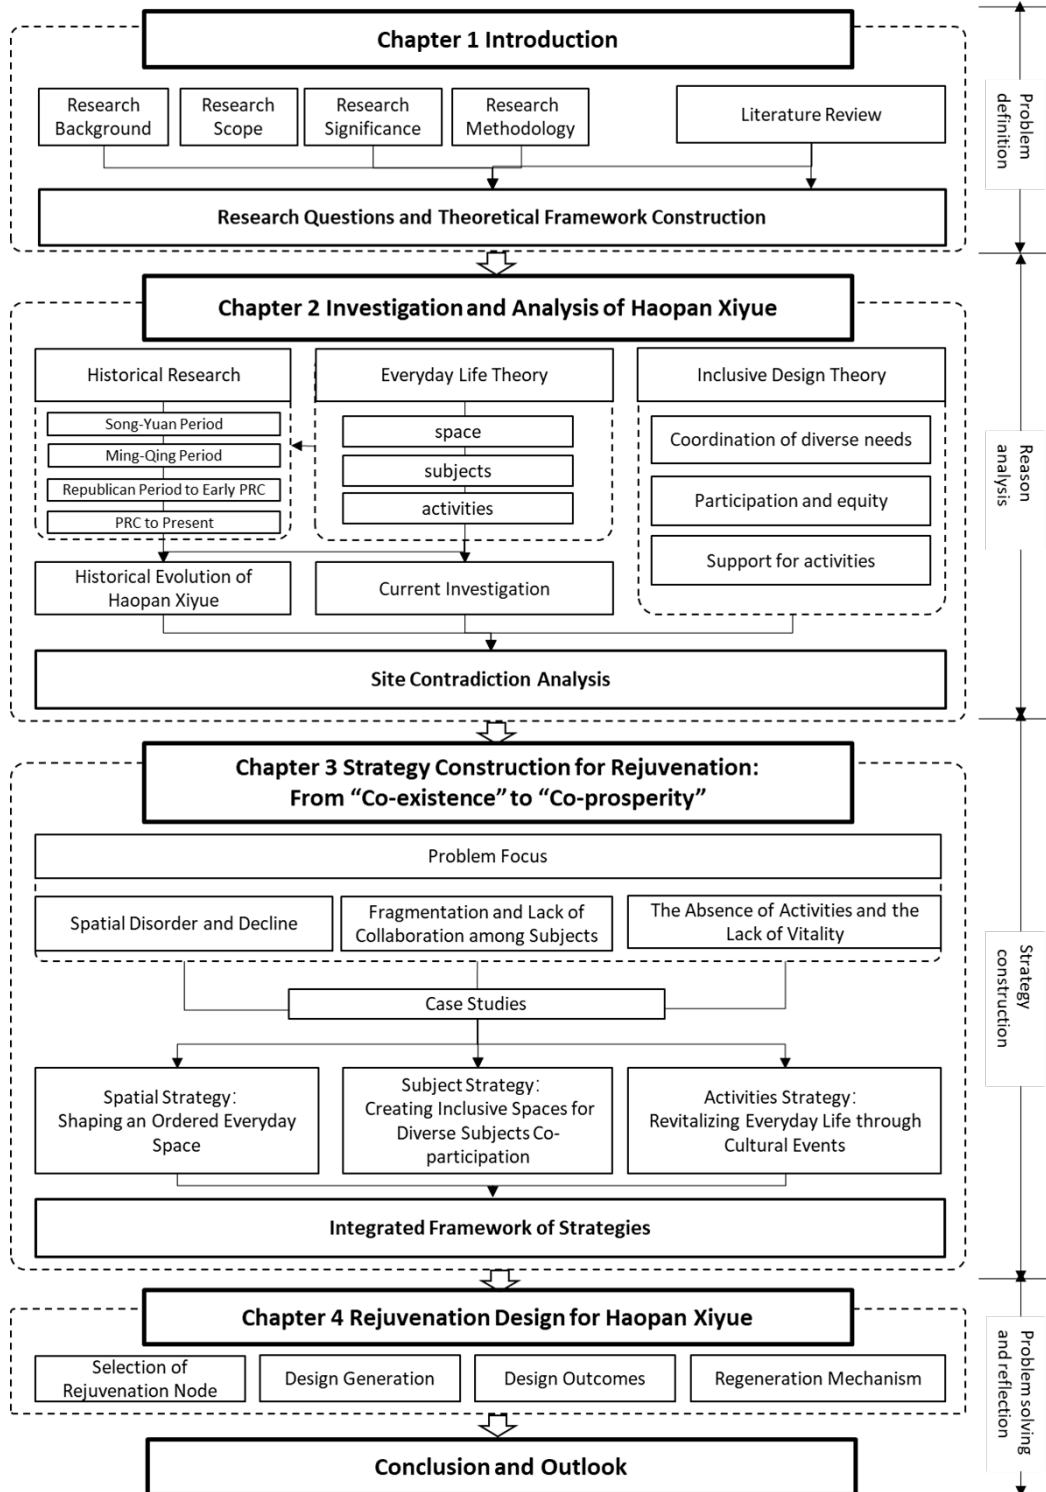 Chapter 1 Introduction
Research
Background
Research
Scope
Research
Significance
Research
Methodology
Literature Review
Research Questions and Theoretical Framework Construction
Problem
definition
Chapter 2 Investigation and Analysis of Haopan Xiyue
Historical Research
Song-Yuan Period
Ming-Qing Period
Republican Period to Early PRC
PRC to Present
Everyday Life Theory
space
subjects
activities
Inclusive Design Theory
Coordination of diverse needs
Participation and equity
Support for activities
Historical Evolution of
Haopan Xiyue
Current Investigation
Site Contradiction Analysis
Reason
analysis
Chapter 3 Strategy Construction for Rejuvenation:
From “Co-existence” to “Co-prosperity”
Problem Focus
Spatial Disorder and Decline
Fragmentation and Lack of
Collaboration among Subjects
The Absence of Activities and the
Lack of Vitality
Case Studies
Spatial Strategy:
Shaping an Ordered Everyday
Space
Subject Strategy:
Creating Inclusive Spaces for
Diverse Subjects Co-
participation
Activities Strategy:
Revitalizing Everyday Life through
Cultural Events
Integrated Framework of Strategies
Strategy
construction
Chapter 4 Rejuvenation Design for Haopan Xiyue
Selection of
Rejuvenation Node
Design Generation
Design Outcomes
Regeneration Mechanism
Problem solving
and reflection
Conclusion and Outlook